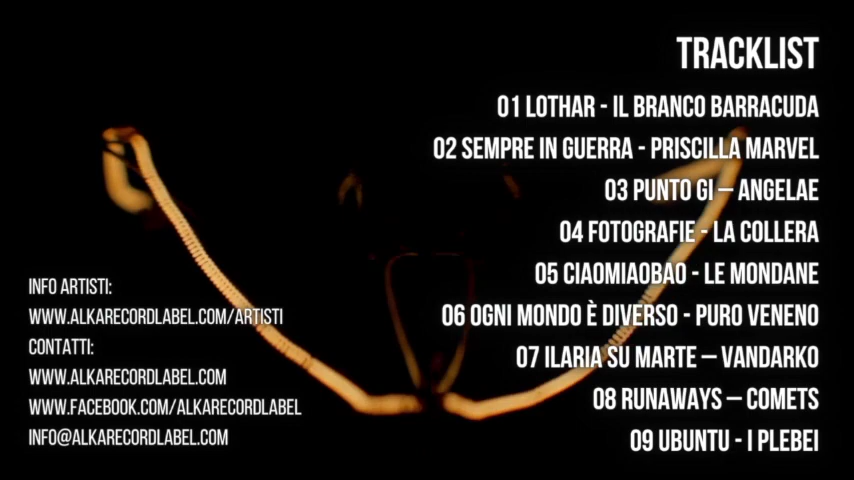 TRACKLIST
01 LOTHAR - IL BRANCO BARRACUDA
02 SEMPRE IN GUERRA - PRISCILLA MARVEL
03 PUNTO GI – ANGELAE
04 FOTOGRAFIE - LA COLLERA
05 CIAOMIAOBAO - LE MONDANE
06 OGNI MONDO È DIVERSO - PURO VENENO
07 ILARIA SU MARTE – VANDARKO
08 RUNAWAYS – COMETS
09 UBUNTU - I PLEBEI
INFO ARTISTI:
WWW.ALKARECORDLABEL.COM/ARTISTI
CONTATTI:
WWW.ALKARECORDLABEL.COM
WWW.FACEBOOK.COM/ALKARECORDLABEL
INFO@ALKARECORDLABEL.COM